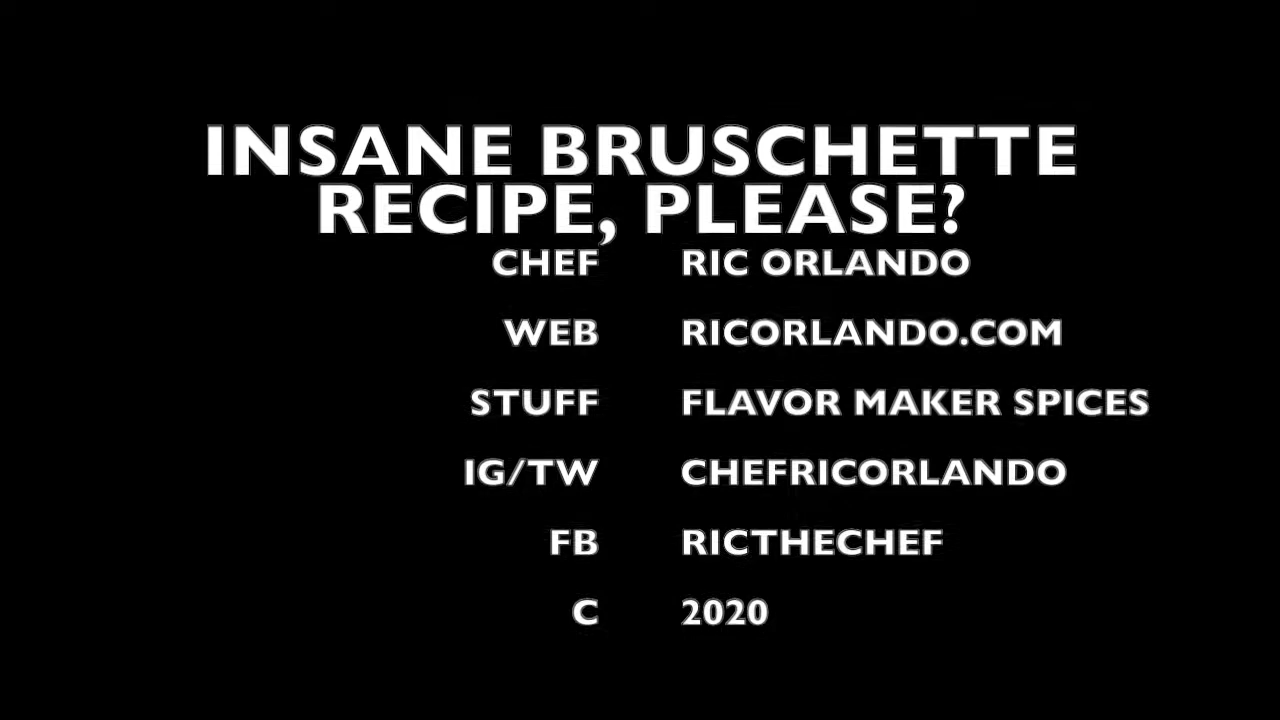 INSANE BRUSCHETTE
RECIPE, PLEASE?
CHEF RIC ORLANDO
WEB RICORLANDO.COM
STUFF FLAVOR MAKER SPICES
IG/TW CHEFRICORLANDO
FB RICTHECHEF
C 2020